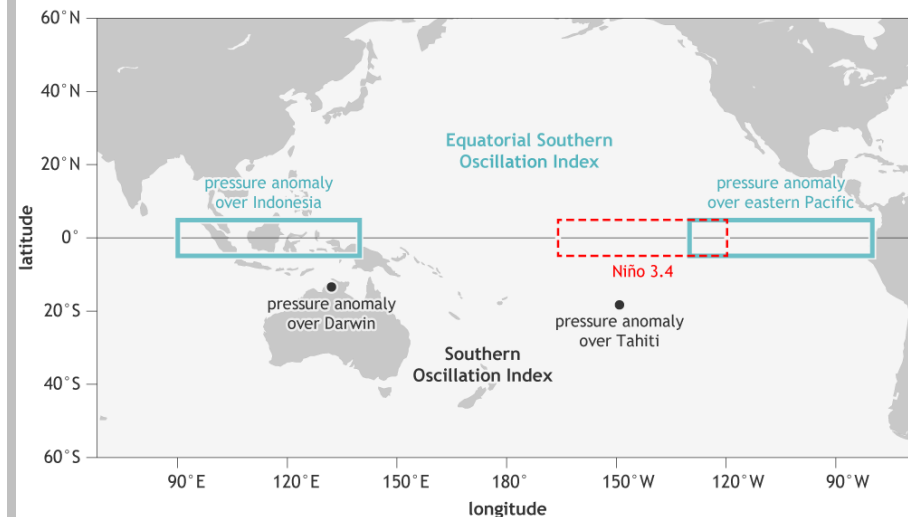 60°N
40°N
20°N
0°
20°S
40°S
60°S
latitude
Equatorial Southern
Oscillation Index
pressure anomaly
over Indonesia
pressure anomaly
over eastern Pacific
Niño 3.4
pressure anomaly
over Darwin
pressure anomaly
over Tahiti
Southern
Oscillation Index
90°E
120°E
150°E
180°
150°W
120°W
90°W
longitude